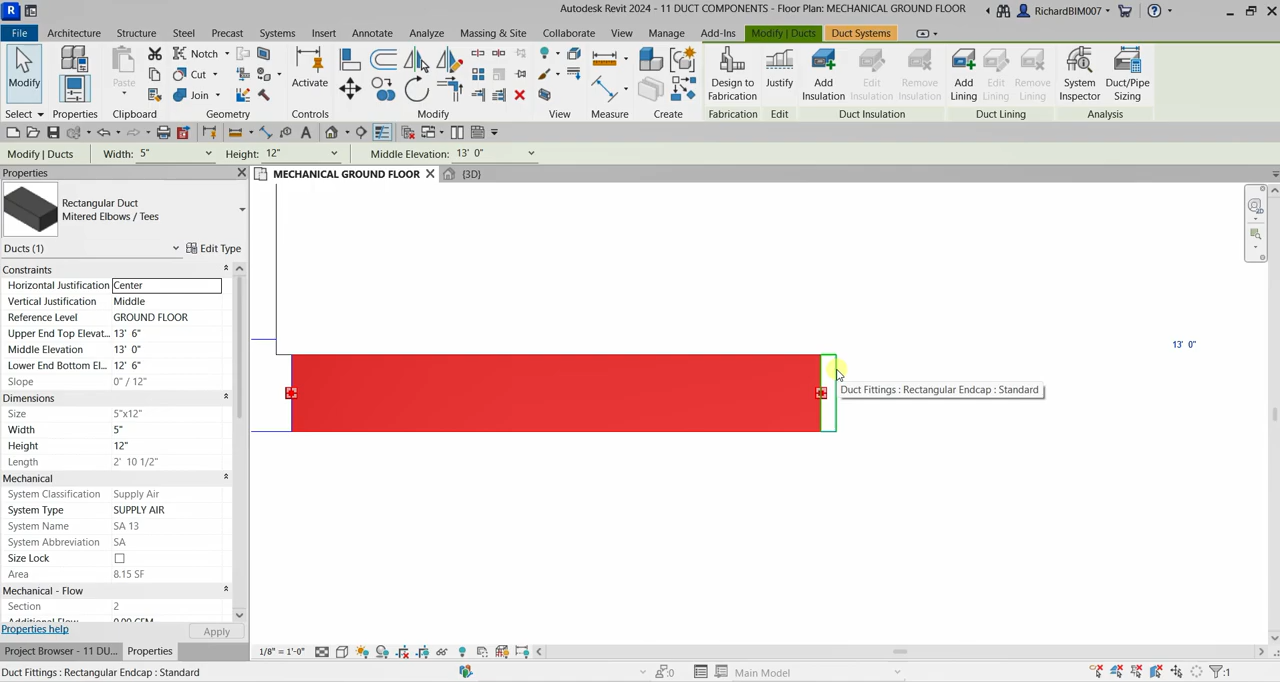 R
Autodesk Revit 2024 - 11 DUCT COMPONENTS - Floor Plan: MECHANICAL GROUND FLOOR
RichardBIM007
File Architecture Structure Steel Precast Systems Insert Annotate Analyze Massing & Site Collaborate View Manage Add-Ins Modify | Ducts Duct Systems
Notch
Cut
Join
Modify
Paste
Activate
Design to Fabrication
Justify
Add Insulation
Edit Insulation
Remove Insulation
Add Lining
Edit Lining
Remove Lining
System Inspector
Duct/Pipe Sizing
Select Properties Clipboard Geometry Controls Modify View Measure Create Fabrication Edit Duct Insulation Duct Lining Analysis
Modify | Ducts Width: 5" Height: 12" Middle Elevation: 13' 0"
Properties
MECHANICAL GROUND FLOOR
{3D}
Rectangular Duct
Mitered Elbows / Tees
Ducts (1) Edit Type
Constraints
Horizontal Justification Center
Vertical Justification Middle
Reference Level GROUND FLOOR
Upper End Top Elevat... 13' 6"
Middle Elevation 13' 0"
Lower End Bottom El... 12' 6"
Slope 0" / 12"
Dimensions
Size 5"x12"
Width 5"
Height 12"
Length 2' 10 1/2"
Mechanical
System Classification Supply Air
System Type SUPPLY AIR
System Name SA 13
System Abbreviation SA
Size Lock
Area 8.15 SF
Mechanical - Flow
Section 2
Additional Flow 0.00 CFM
Properties help Apply
Project Browser - 11 DU... Properties
13' 0"
Duct Fittings : Rectangular Endcap : Standard
1/8" = 1'-0"
Duct Fittings : Rectangular Endcap : Standard
:0
Main Model
:1